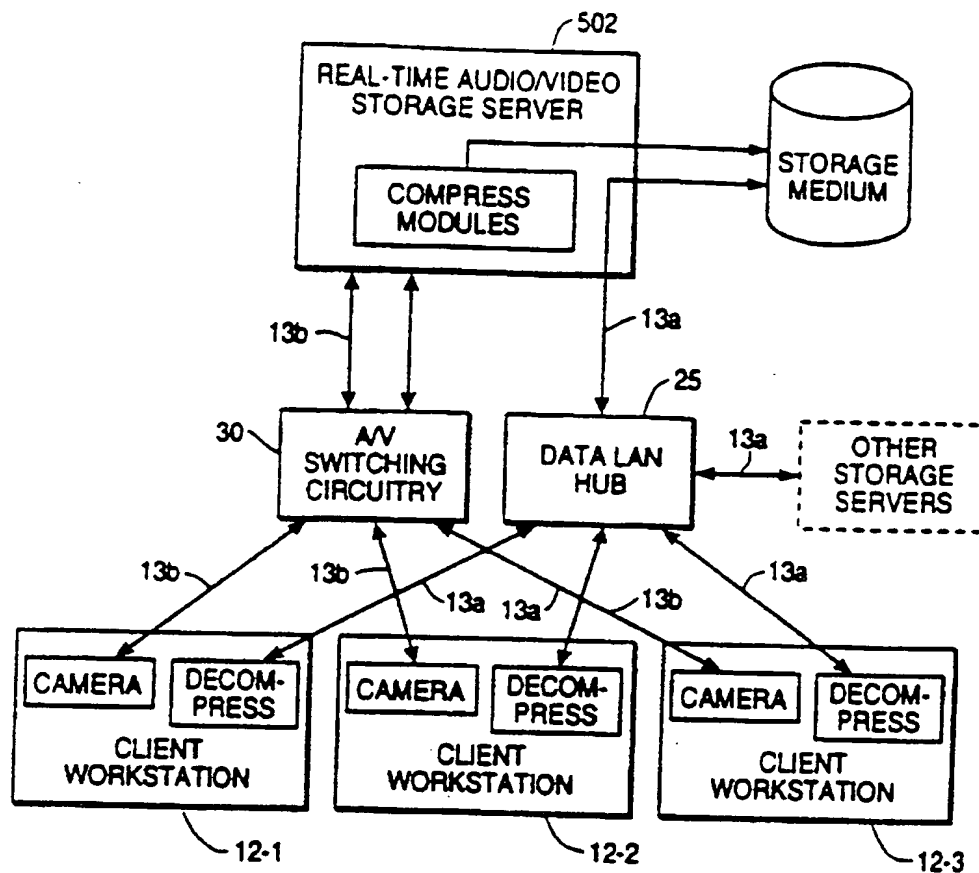 502
REAL-TIME AUDIO/VIDEO
STORAGE SERVER
COMPRESS
MODULES
STORAGE
MEDIUM
13b
13a
25
30
A/V
SWITCHING
CIRCUITRY
DATA LAN
HUB
13a
OTHER
STORAGE
SERVERS
13b
13b
13a
13a
13b
13a
CAMERA
DECOM-
PRESS
CLIENT
WORKSTATION
CAMERA
DECOM-
PRESS
CLIENT
WORKSTATION
CAMERA
DECOM-
PRESS
CLIENT
WORKSTATION
12-1
12-2
12-3